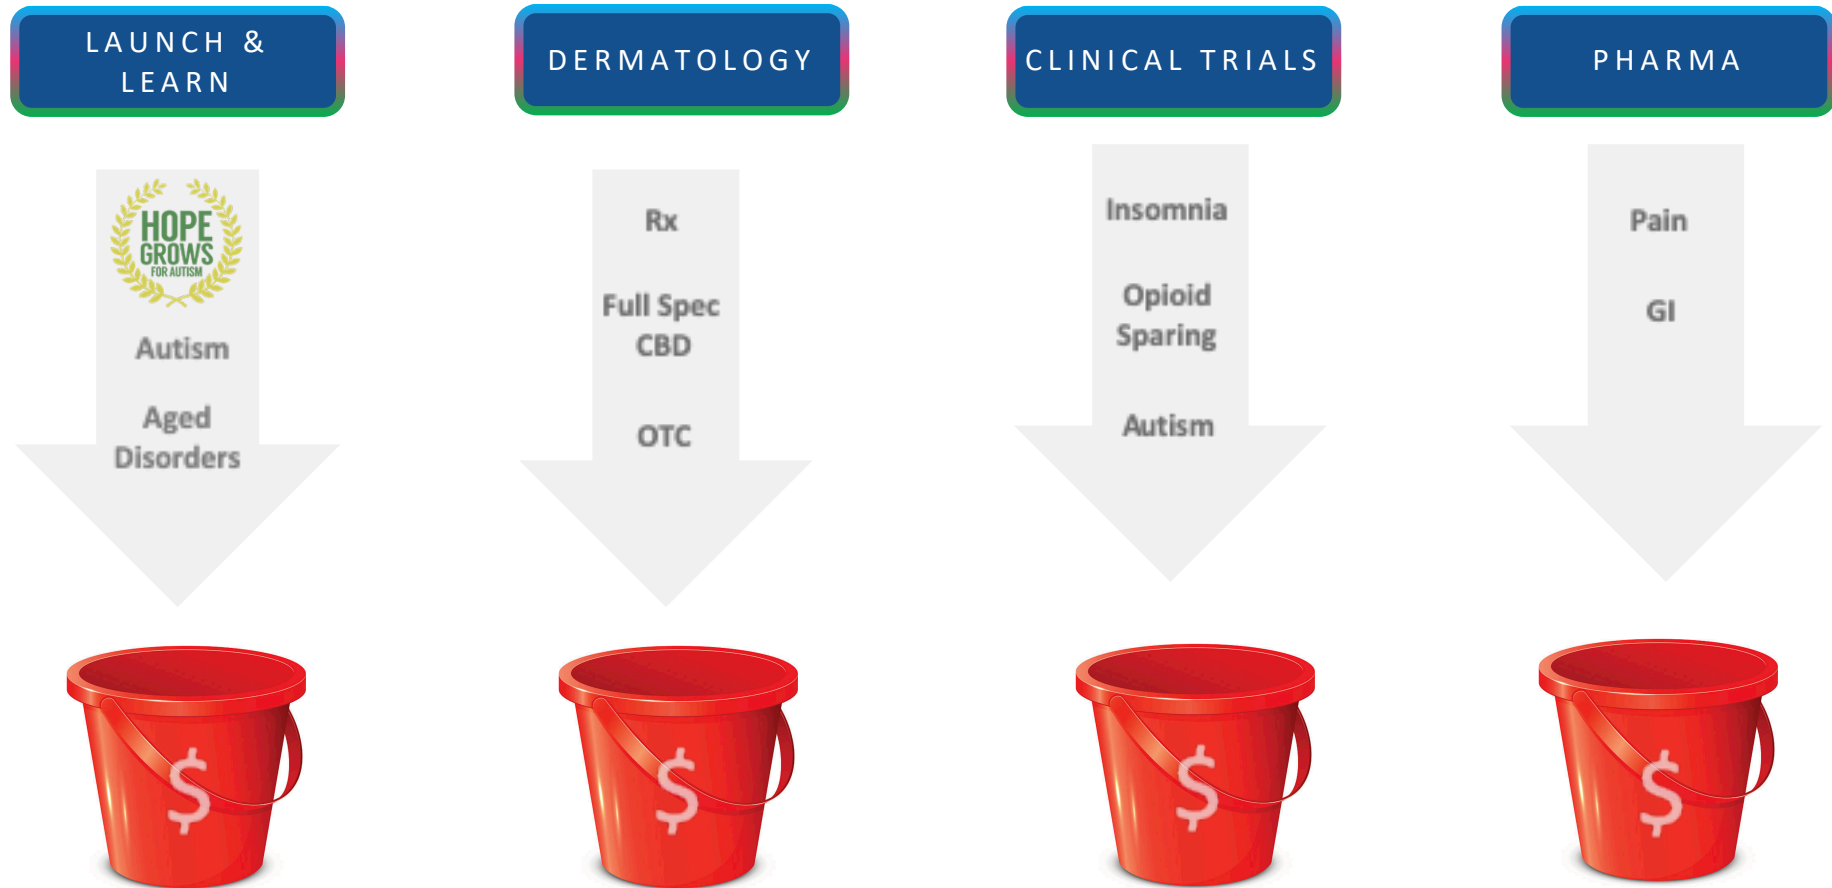 LAUNCH &
LEARN
DERMATOLOGY
CLINICAL TRIALS
PHARMA
HOPE
GROWS
FOR AUTISM
Autism
Aged
Disorders
Rx
Full Spec
CBD
OTC
Insomnia
Opioid
Sparing
Autism
Pain
GI
$
$
$
$